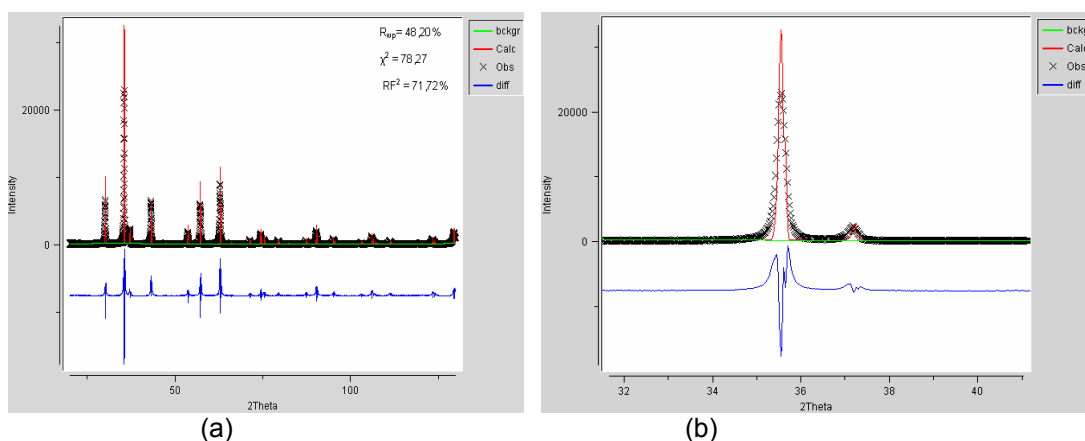 Rwp= 48,20%
χ² = 78,27
RF² = 71,72%
bckgr
Calc
Obs
diff
Intensity
20000
0
50
100
2Theta
(a)
bckgr
Calc
Obs
diff
Intensity
20000
0
32
34
36
38
40
2Theta
(b)